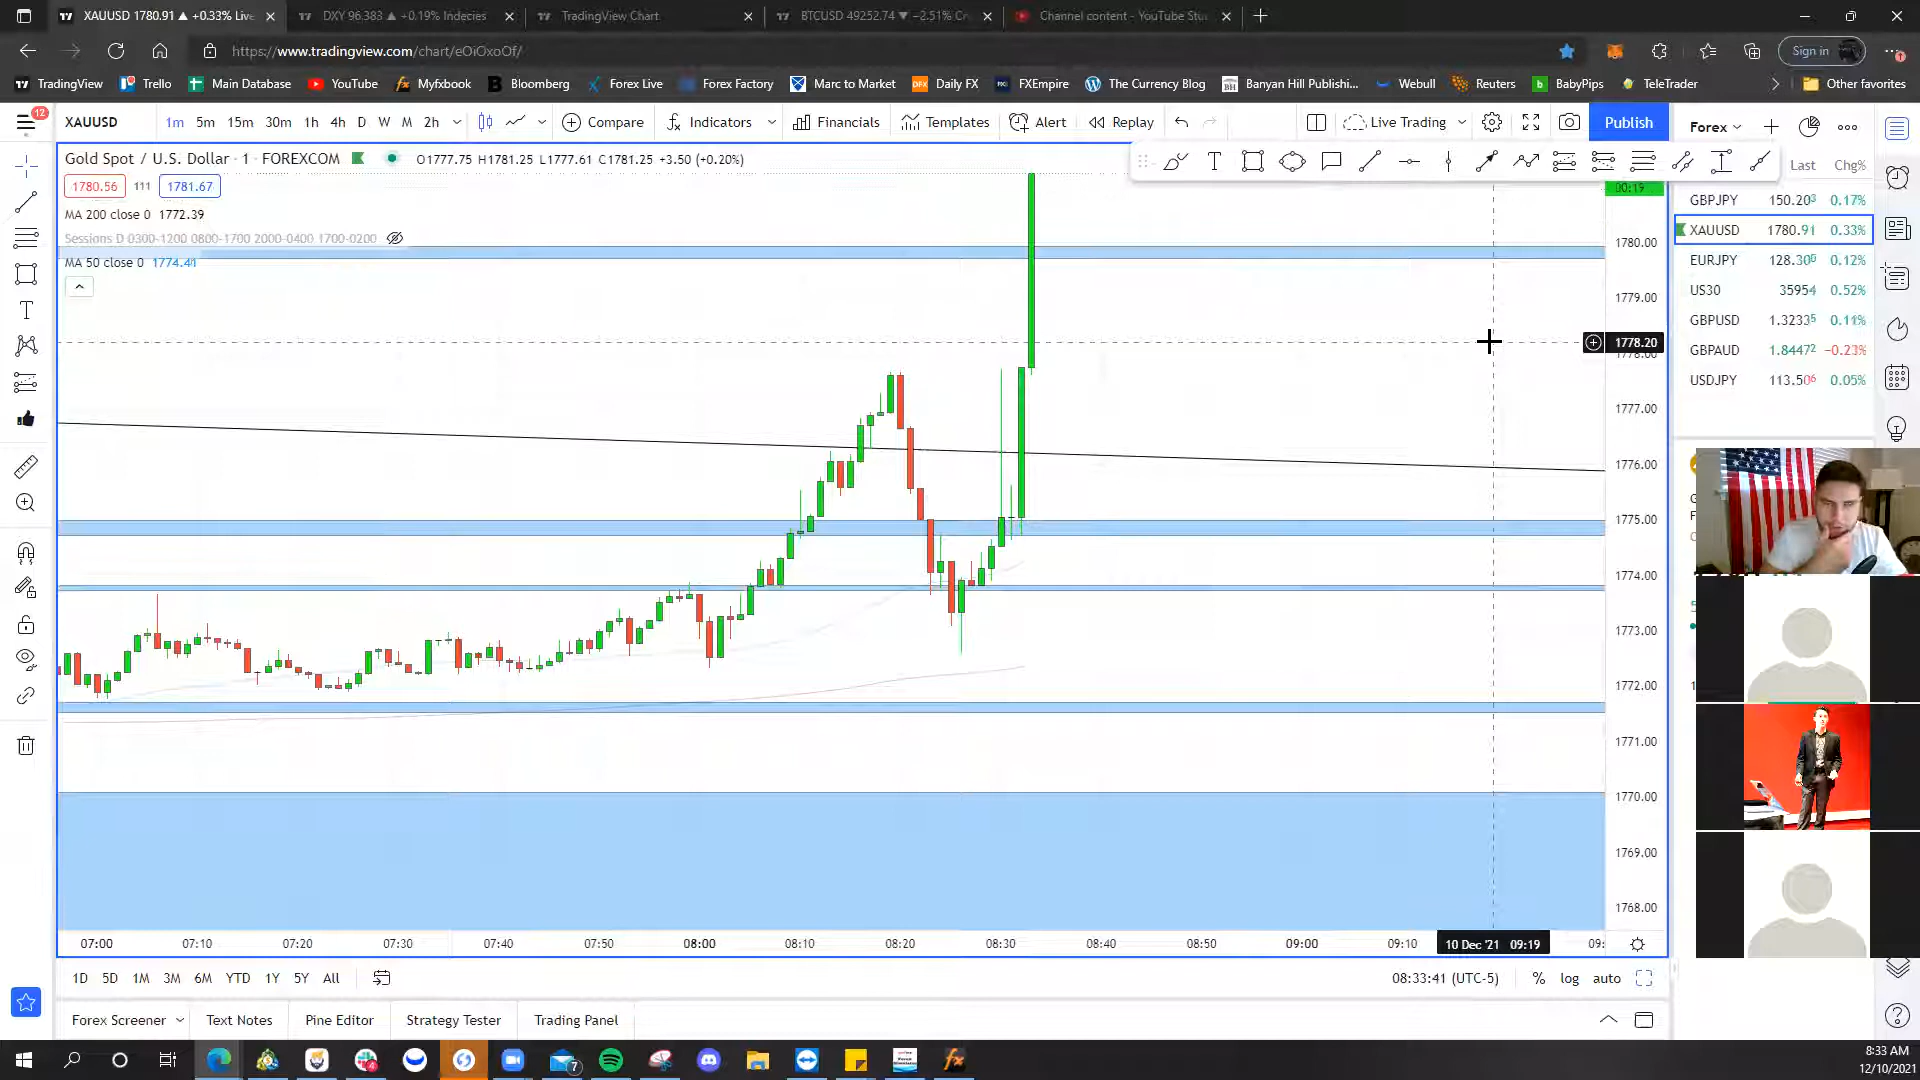 XAUUSD 1780.91 ▲ +0.33% Live
DXY 96.383 ▲ +0.19% Indecies
TradingView Chart
BTCUSD 49252.74 ▼ −2.51% Cr
Channel content - YouTube Stu
https://www.tradingview.com/chart/eOiOxoOf/
Sign in
TradingView
Trello
Main Database
YouTube
Myfxbook
Bloomberg
Forex Live
Forex Factory
Marc to Market
Daily FX
FXEmpire
The Currency Blog
Banyan Hill Publishi...
Webull
Reuters
BabyPips
TeleTrader
Other favorites
12
XAUUSD
1m 5m 15m 30m 1h 4h D W M 2h
Compare
Indicators
Financials
Templates
Alert
Replay
Live Trading
Publish
Forex
Gold Spot / U.S. Dollar · 1 · FOREXCOM
O1777.75 H1781.25 L1777.61 C1781.25 +3.50 (+0.20%)
Last Chg%
1780.56 111 1781.67
00:19
MA 200 close 0 1772.39
Sessions D 0300-1200 0800-1700 2000-0400 1700-0200
MA 50 close 0 1774.41
GBPJPY 150.203 0.17%
XAUUSD 1780.91 0.33%
EURJPY 128.306 0.12%
US30 35954 0.52%
GBPUSD 1.32335 0.11%
GBPAUD 1.84472 −0.23%
USDJPY 113.506 0.05%
1780.00
1779.00
1778.20
1778.00
1777.00
1776.00
1775.00
1774.00
1773.00
1772.00
1771.00
1770.00
1769.00
1768.00
07:00 07:10 07:20 07:30 07:40 07:50 08:00 08:10 08:20 08:30 08:40 08:50 09:00 09:10 10 Dec '21 09:19 09:
1D 5D 1M 3M 6M YTD 1Y 5Y All
08:33:41 (UTC-5)
% log auto
Forex Screener
Text Notes
Pine Editor
Strategy Tester
Trading Panel
4
7
8:33 AM
12/10/2021